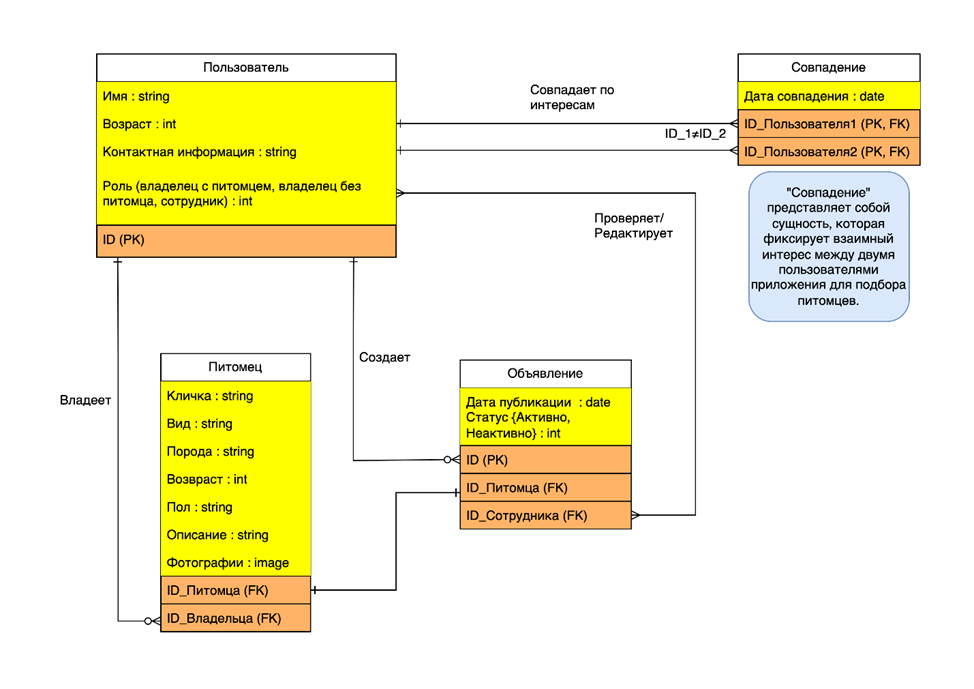 Пользователь
Имя : string
Возраст : int
Контактная информация : string
Роль (владелец с питомцем, владелец без
питомца, сотрудник) : int
ID (PK)
Совпадает по
интересам
ID_1≠ID_2
Совпадение
Дата совпадения : date
ID_Пользователя1 (PK, FK)
ID_Пользователя2 (PK, FK)
"Совпадение"
представляет собой
сущность, которая
фиксирует взаимный
интерес между двумя
пользователями
приложения для подбора
питомцев.
Проверяет/
Редактирует
Создает
Владеет
Питомец
Кличка : string
Вид : string
Порода : string
Возвраст : int
Пол : string
Описание : string
Фотографии : image
ID_Питомца (FK)
ID_Владельца (FK)
Объявление
Дата публикации : date
Статус {Активно,
Неактивно} : int
ID (PK)
ID_Питомца (FK)
ID_Сотрудника (FK)